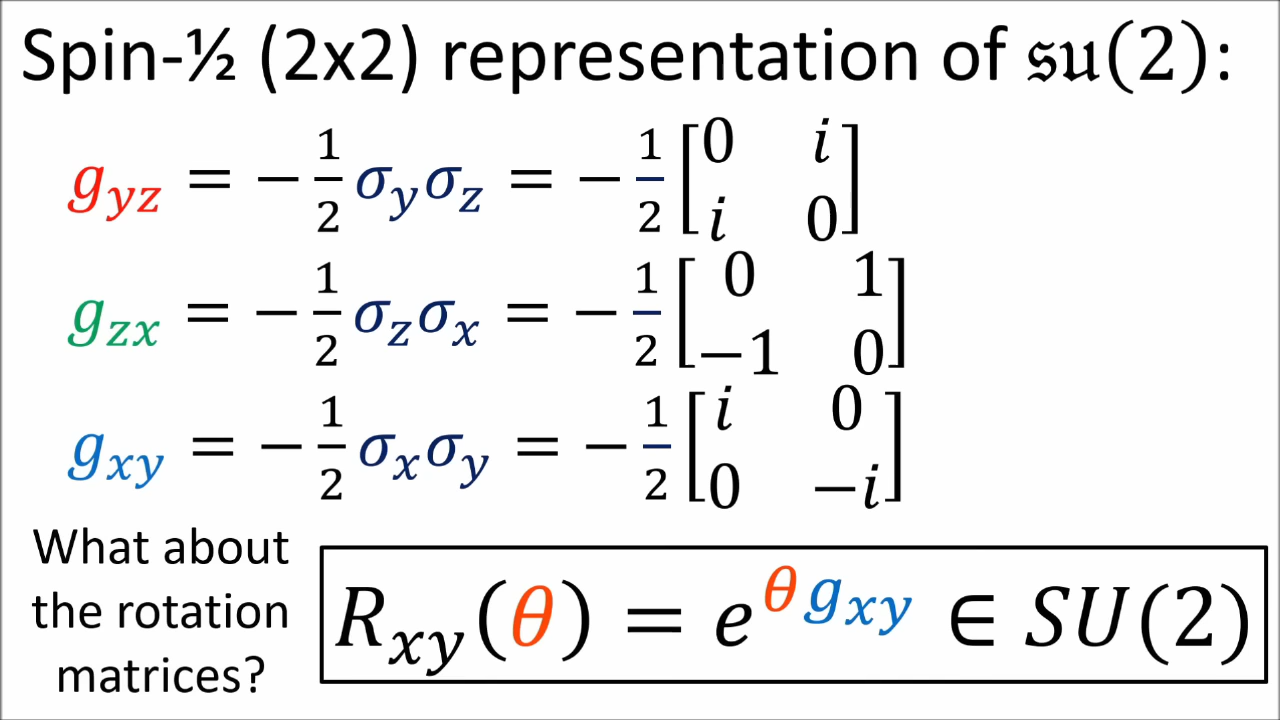 Spin-½ (2x2) representation of 𝔰𝔲(2):
g_yz = −1/2 σ_y σ_z = −1/2 [0 i; i 0]
g_zx = −1/2 σ_z σ_x = −1/2 [0 1; −1 0]
g_xy = −1/2 σ_x σ_y = −1/2 [i 0; 0 −i]
What about
the rotation
matrices?
R_xy(θ) = e^(θ g_xy) ∈ SU(2)